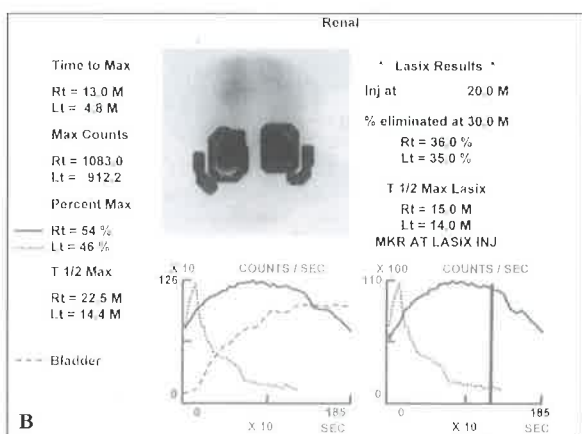 Renal
Time to Max
Rt = 13.0 M
Lt = 4.8 M
Max Counts
Rt = 1083.0
Lt = 912.2
Percent Max
Rt = 54 %
Lt = 46 %
T 1/2 Max
Rt = 22.5 M
Lt = 14.4 M
Bladder
* Lasix Results *
Inj at 20.0 M
% eliminated at 30.0 M
Rt = 36.0 %
Lt = 35.0 %
T 1/2 Max Lasix
Rt = 15.0 M
Lt = 14.0 M
MKR AT LASIX INJ
X 10 COUNTS / SEC
126
0
0 185
X 10 SEC
X 100 COUNTS / SEC
110
0
0 185
X 10 SEC
B